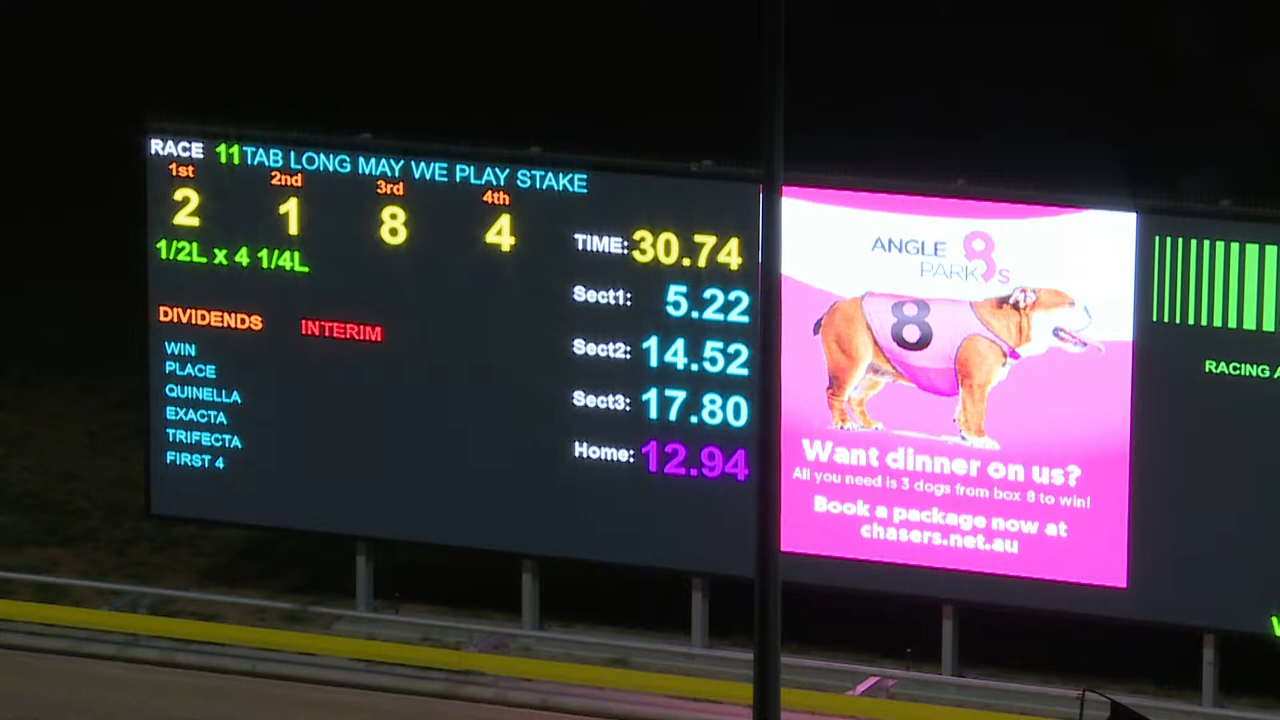 RACE 11 TAB LONG MAY WE PLAY STAKE
1st 2nd 3rd 4th
2 1 8 4
1/2L x 4 1/4L
DIVIDENDS INTERIM
WIN
PLACE
QUINELLA
EXACTA
TRIFECTA
FIRST 4
TIME: 30.74
Sect1: 5.22
Sect2: 14.52
Sect3: 17.80
Home: 12.94
ANGLE
PARK 8s
8
Want dinner on us?
All you need is 3 dogs from box 8 to win!
Book a package now at
chasers.net.au
RACING